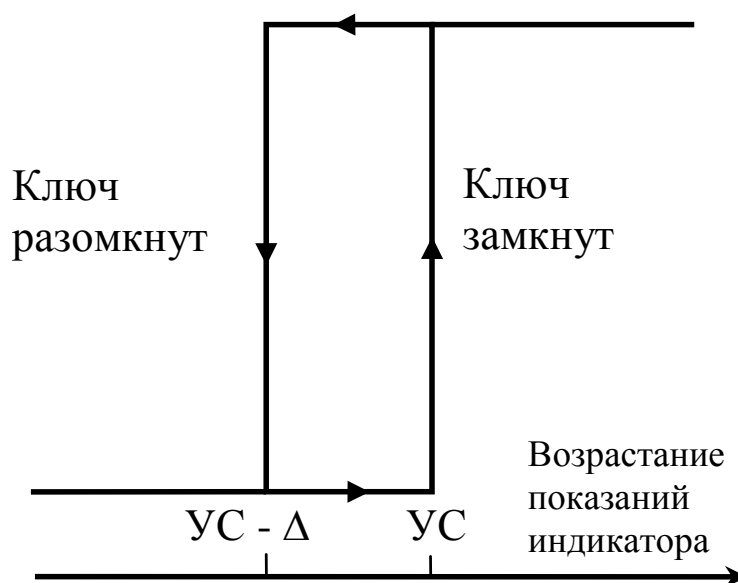 Ключ
разомкнут
Ключ
замкнут
УС - Δ
УС
Возрастание
показаний
индикатора